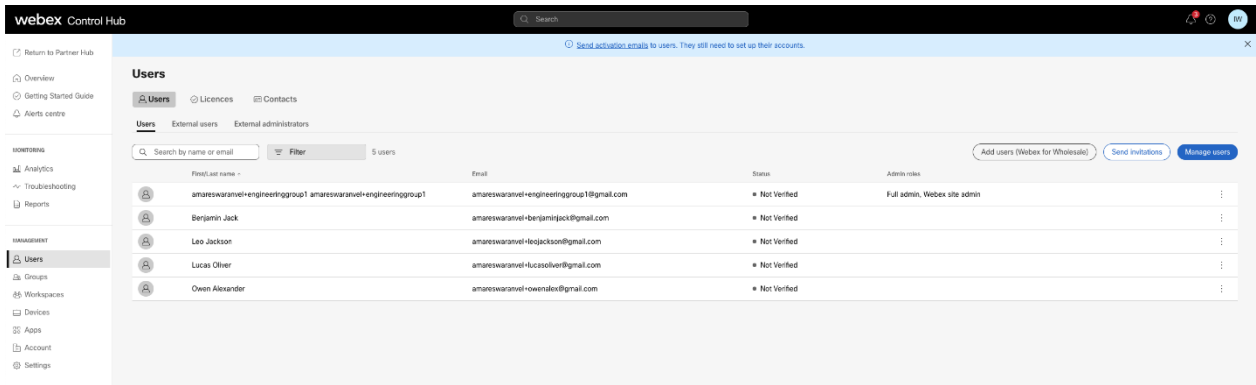 webex Control Hub
Search
3
IW
Return to Partner Hub
Send activation emails to users. They still need to set up their accounts.
Overview
Getting Started Guide
Alerts centre
MONITORING
Analytics
Troubleshooting
Reports
MANAGEMENT
Users
Groups
Workspaces
Devices
Apps
Account
Settings
Users
Users Licences Contacts
Users External users External administrators
Search by name or email Filter 5 users Add users (Webex for Wholesale) Send invitations Manage users
First/Last name Email Status Admin roles
amareswaranvel+engineeringgroup1 amareswaranvel+engineeringgroup1 amareswaranvel+engineeringgroup1@gmail.com Not Verified Full admin, Webex site admin
Benjamin Jack amareswaranvel+benjaminjack@gmail.com Not Verified
Leo Jackson amareswaranvel+leojackson@gmail.com Not Verified
Lucas Oliver amareswaranvel+lucasoliver@gmail.com Not Verified
Owen Alexander amareswaranvel+owenalex@gmail.com Not Verified